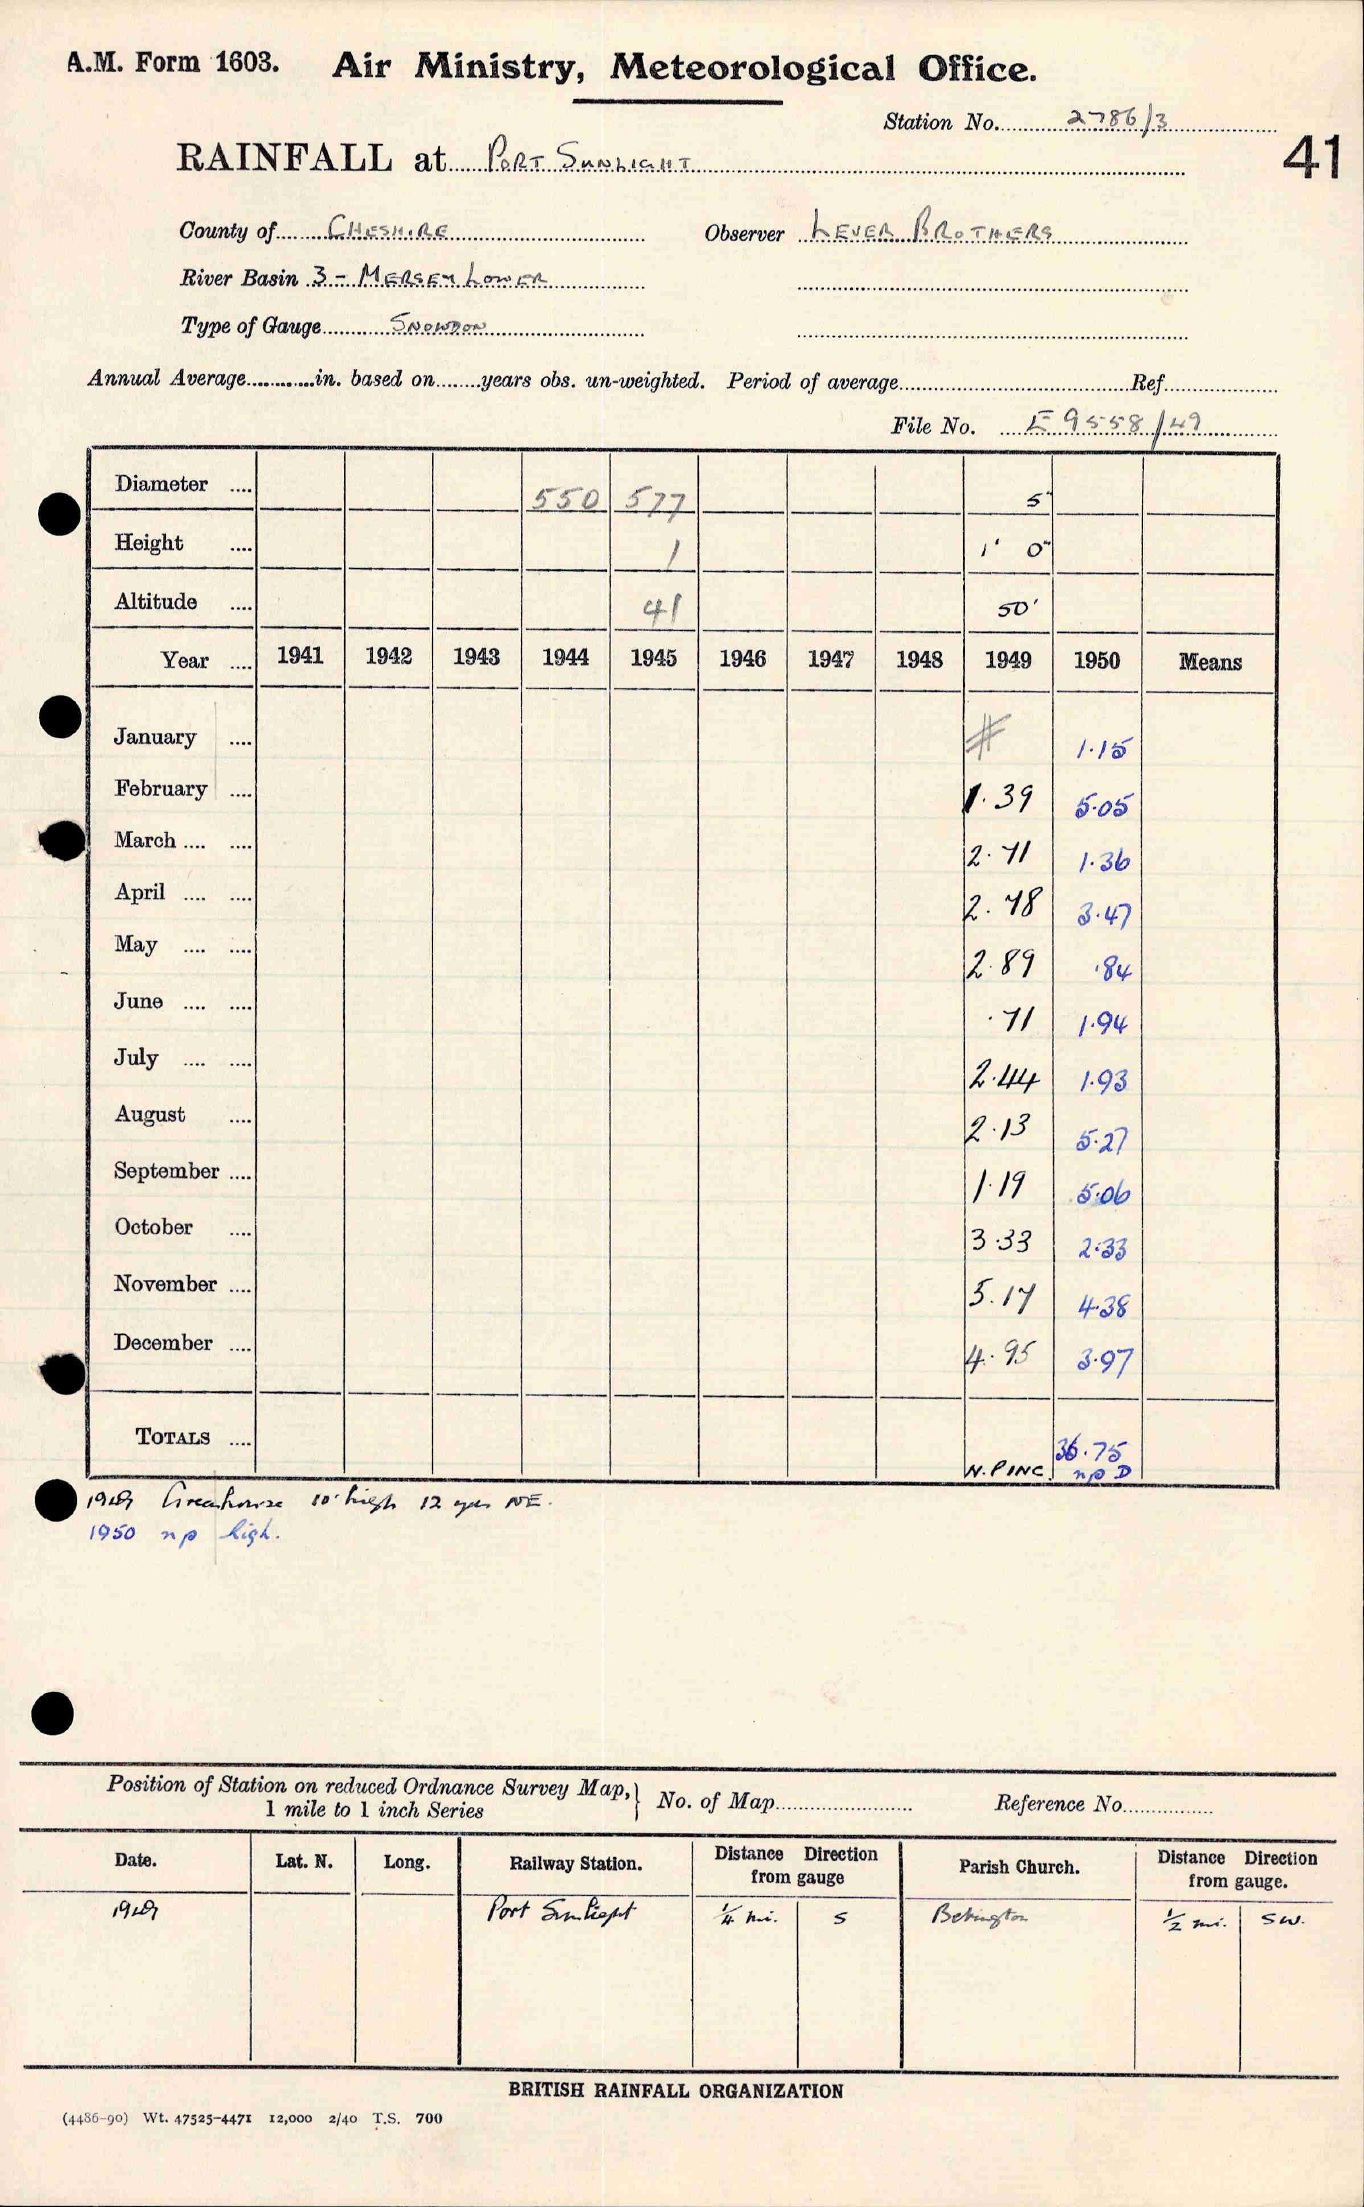 A.M. Form 1603. Air Ministry, Meteorological Office.
Station No. 2786/3
41
RAINFALL at PORT SUNLIGHT
County of CHESHIRE Observer LEVER BROTHERS
River Basin 3 - MERSEY LOWER
Type of Gauge SNOWDON
Annual Average............in. based on........years obs. un-weighted. Period of average........Ref........
File No. E 9558/49
Diameter .... 550 577 5"
Height .... 1 1' 0"
Altitude .... 41 50'
Year .... 1941 1942 1943 1944 1945 1946 1947 1948 1949 1950 Means
January .... # 1.15
February .... 1.39 5.05
March .... .... 2.71 1.36
April .... .... 2.78 3.47
May .... .... 2.89 .84
June .... .... .71 1.94
July .... .... 2.44 1.93
August .... 2.13 5.27
September .... 1.19 5.06
October .... 3.33 2.33
November .... 5.17 4.38
December .... 4.95 3.97
TOTALS .... 36.75
N.P INC. np D
1949 Greenhouse 10' high 12 yds NE.
1950 np high.
Position of Station on reduced Ordnance Survey Map,} No. of Map........ Reference No........
1 mile to 1 inch Series
Date. Lat. N. Long. Railway Station. Distance Direction from gauge Parish Church. Distance Direction from gauge.
1949 Port Sunlight 1/4 mi. S Bebington 1/2 mi. SW.
BRITISH RAINFALL ORGANIZATION
(4486-90) Wt. 47525-4471 12,000 2/40 T.S. 700